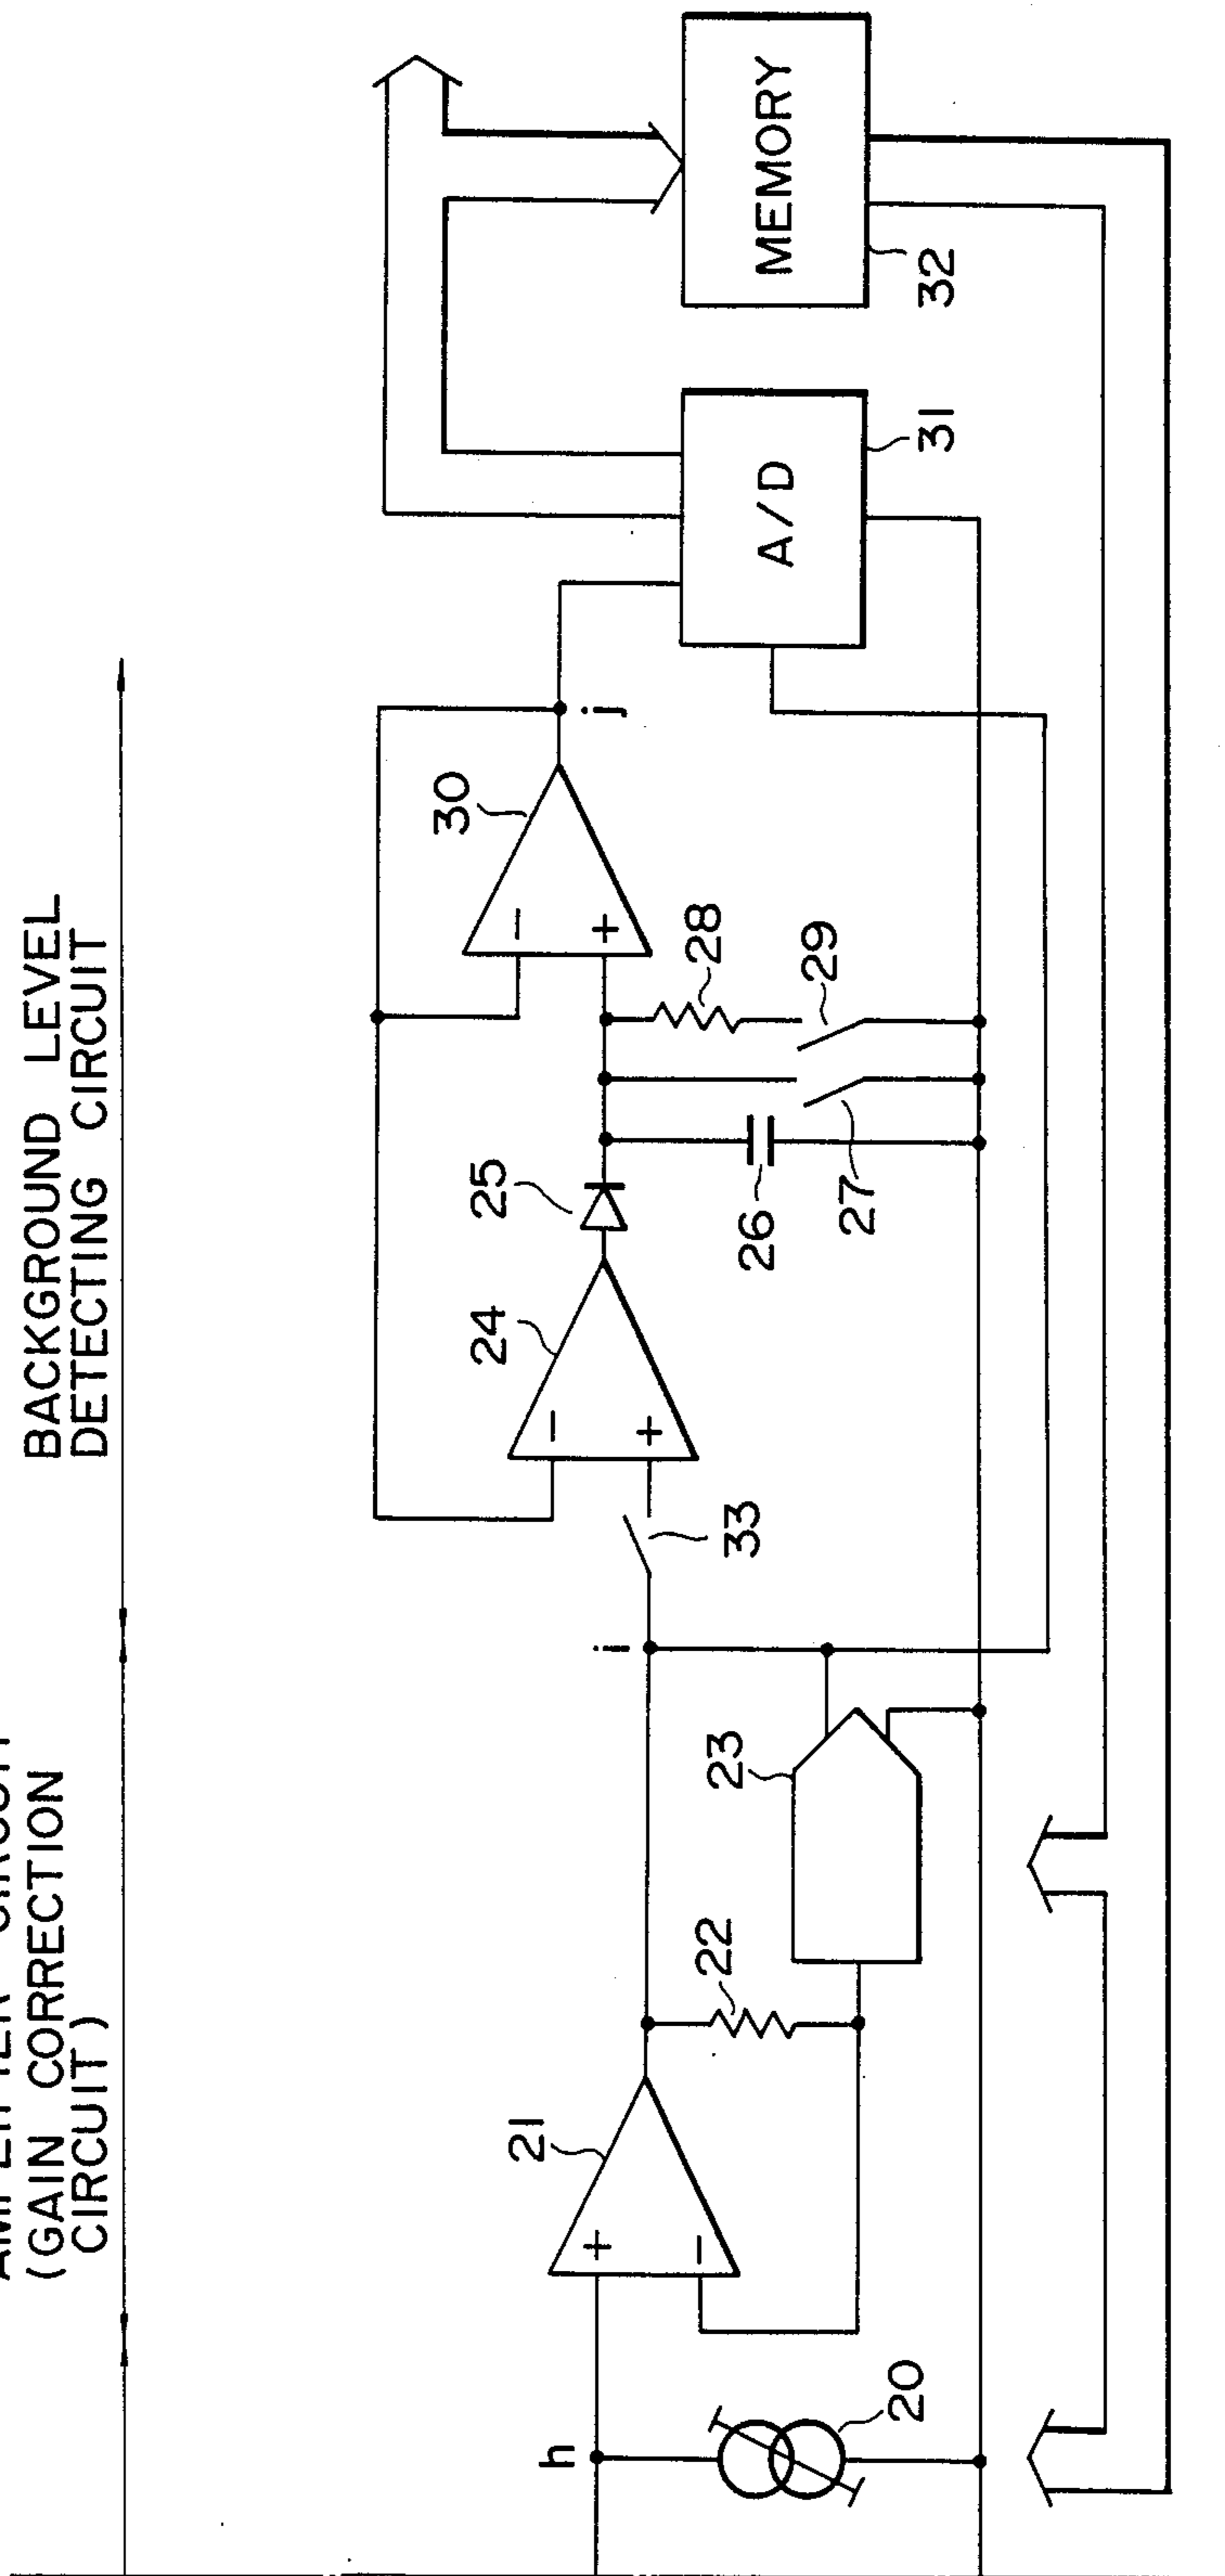 CIRCUIT
(GAIN CORRECTION
CIRCUIT)
BACKGROUND LEVEL
DETECTING CIRCUIT
h
20
21
+
−
22
23
i
33
24
−
+
25
26
27
28
29
30
−
+
j
A/D
31
MEMORY
32